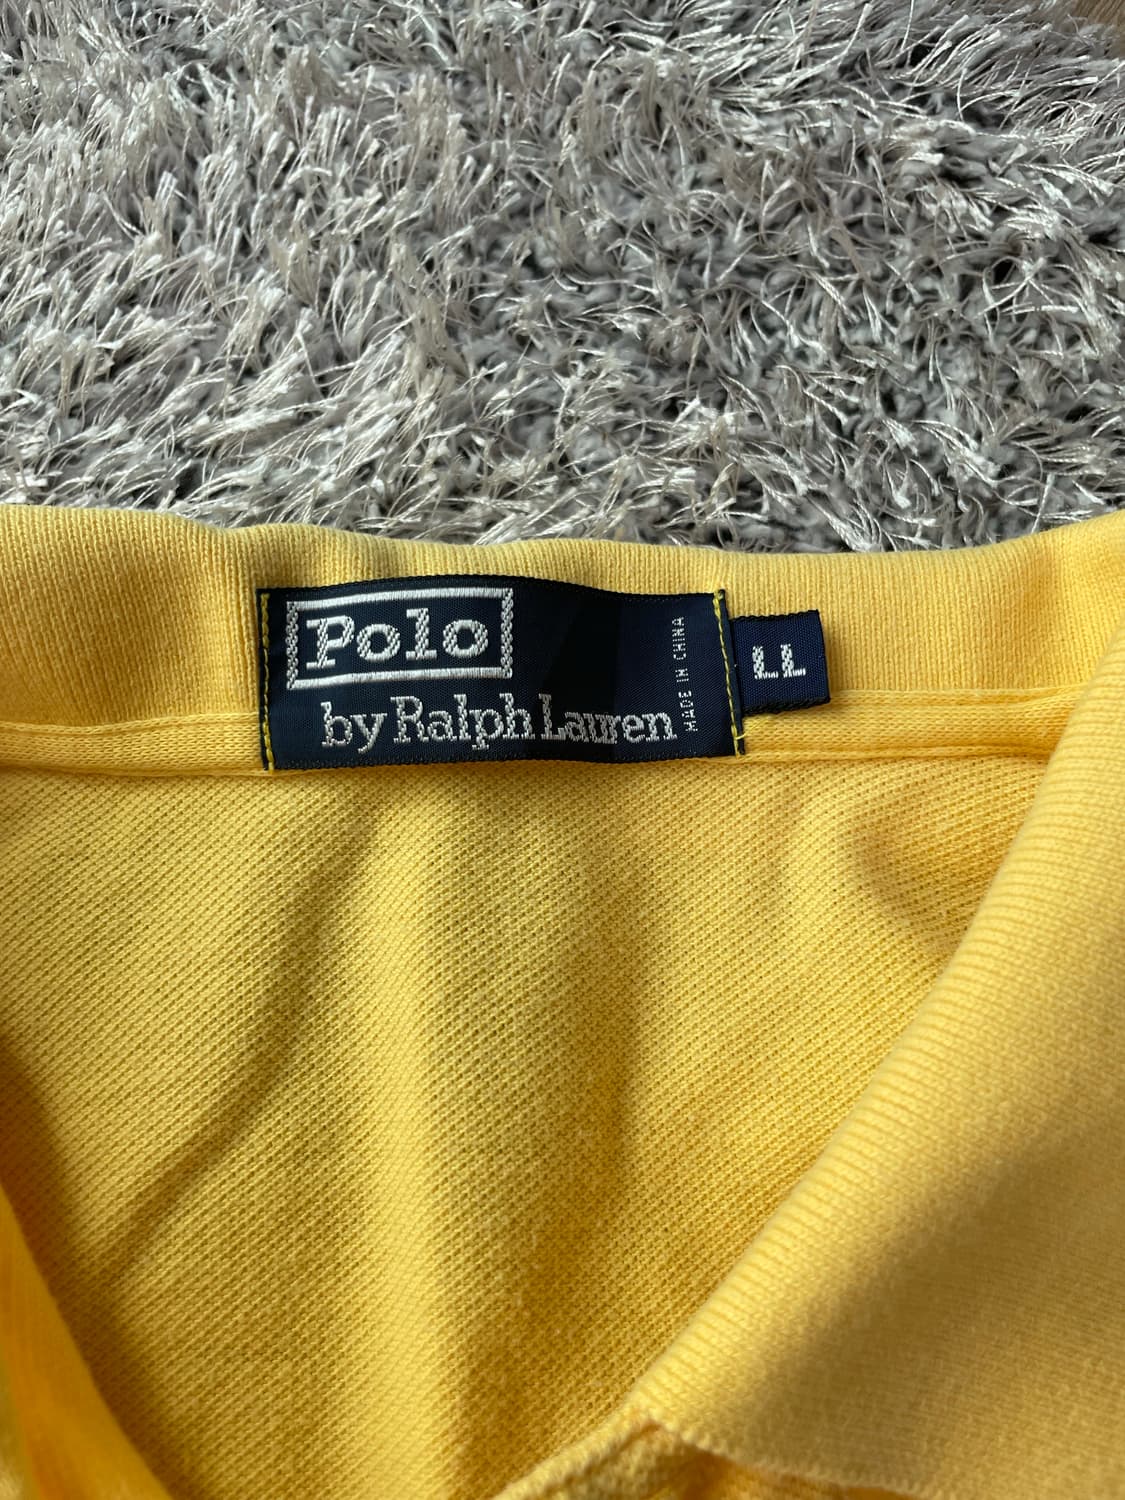 Polo
by Ralph Lauren
MADE IN CHINA
LL